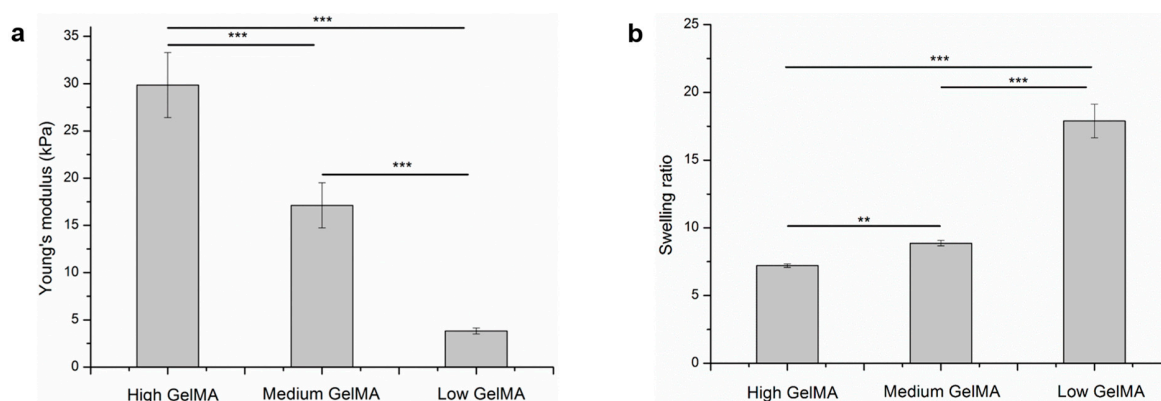 a
Young's modulus (kPa)
35
30
25
20
15
10
5
0
***
***
***
High GelMA
Medium GelMA
Low GelMA
b
Swelling ratio
25
20
15
10
5
0
***
***
**
High GelMA
Medium GelMA
Low GelMA